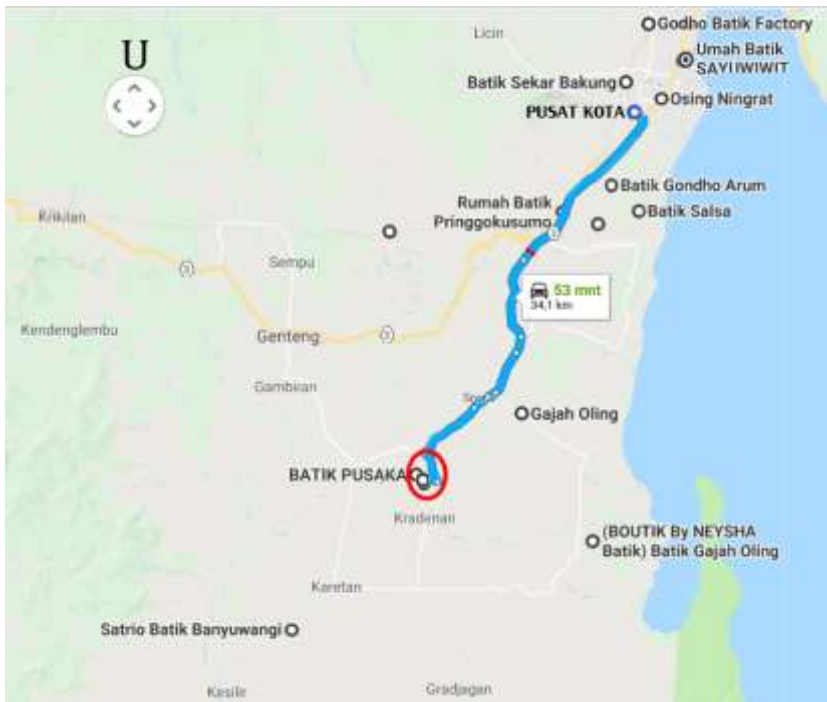 Godho Batik Factory
Licin
U
Umah Batik
SAYUWIWIT
Batik Sekar Bakung
Osing Ningrat
PUSAT KOTA
Batik Gondho Arum
Rumah Batik
Pringgokusumo
Batik Salsa
Krikilan
Sempu
53 mnt
34,1 km
Kendenglembu
Genteng
Gambiran
Gajah Oling
BATIK PUSAKA
Kradenan
(BOUTIK By NEYSHA
Batik) Batik Gajah Oling
Karetan
Satrio Batik Banyuwangi
Kesilir
Gradjagan